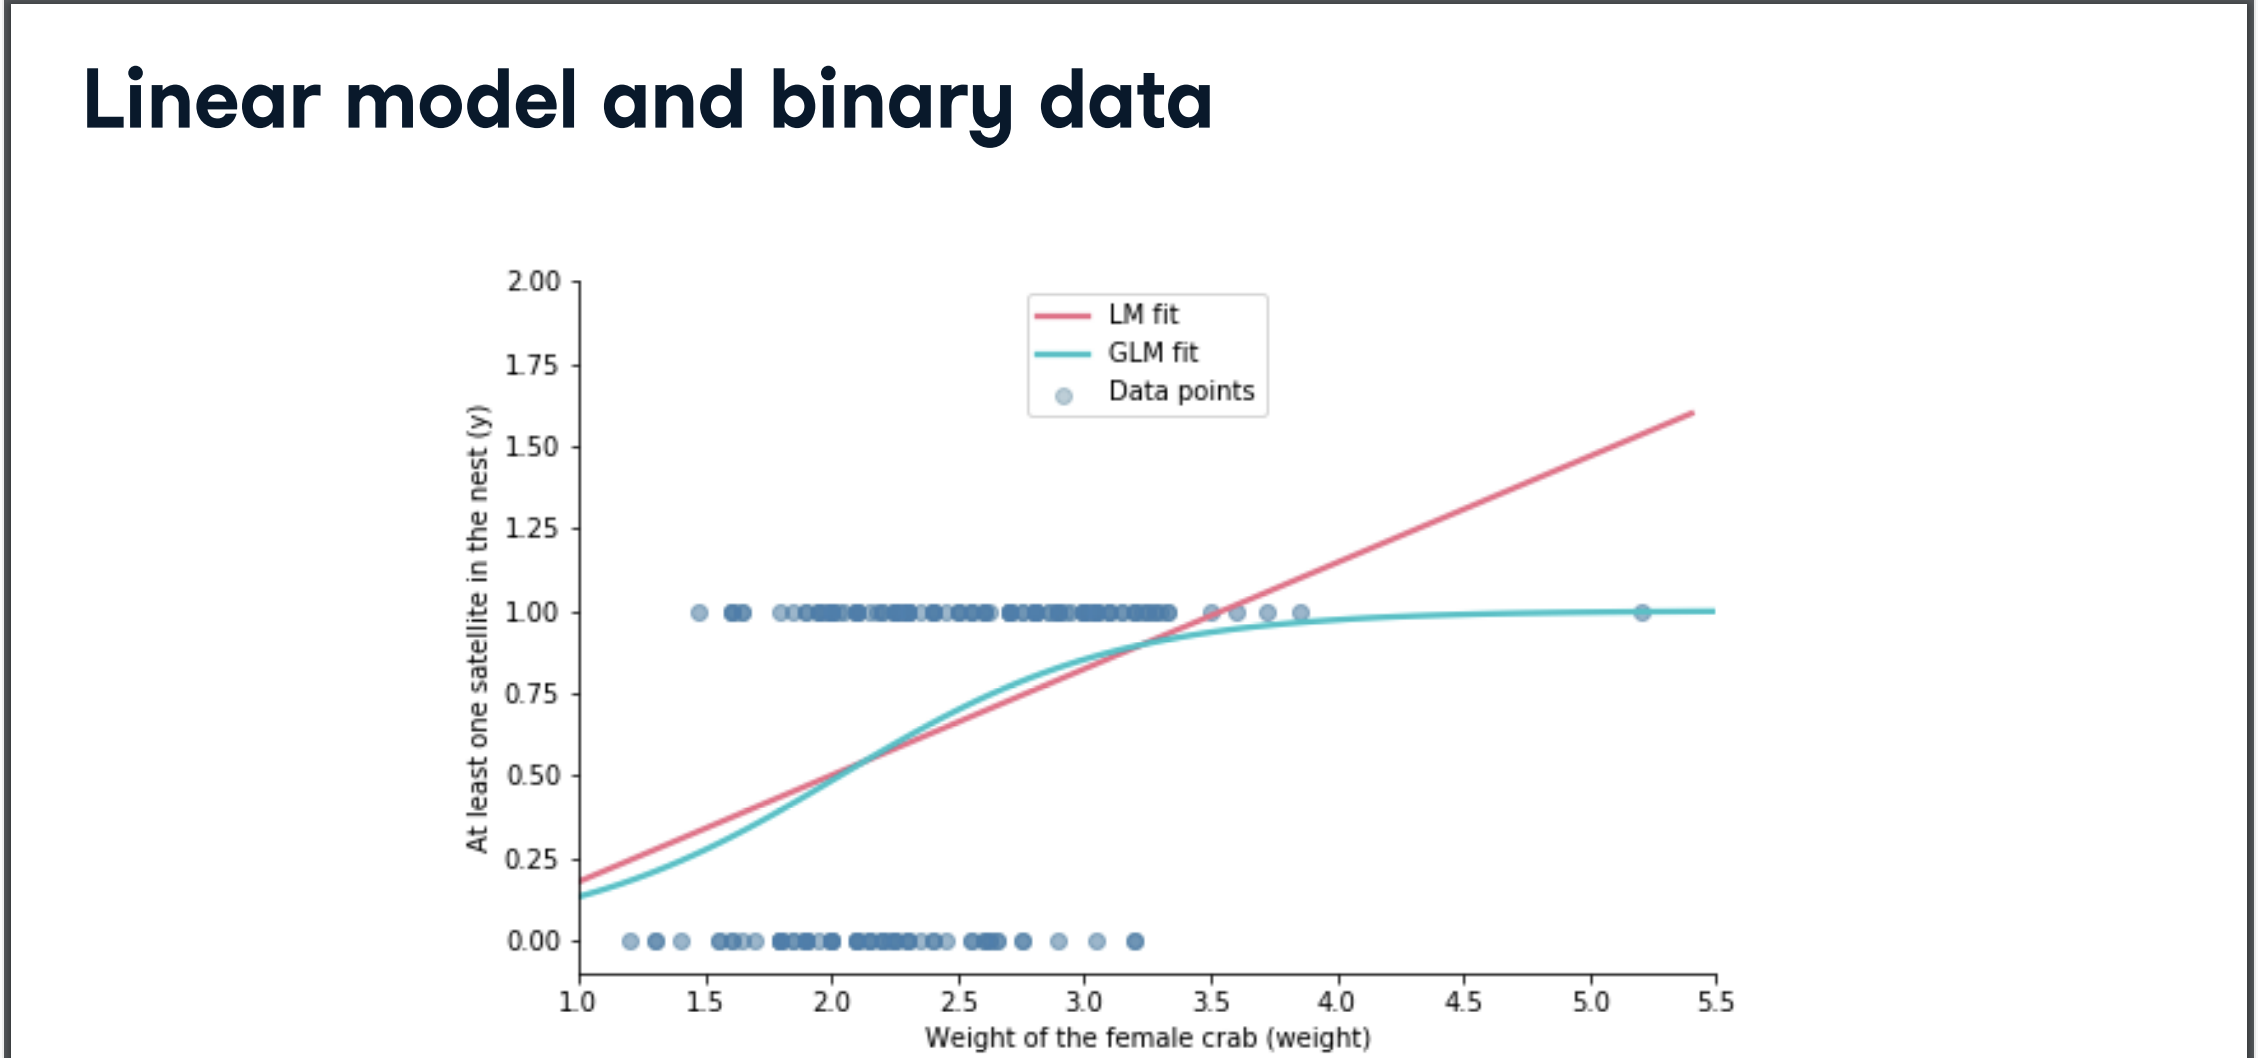 Linear model and binary data
2.00
LM fit
GLM fit
1.75
Data points
1.50
At least one satellite in the nest (y)
1.25
1.00
0.75
0.50
0.25
0.00
1.0 1.5 2.0 2.5 3.0 3.5 4.0 4.5 5.0 5.5
Weight of the female crab (weight)